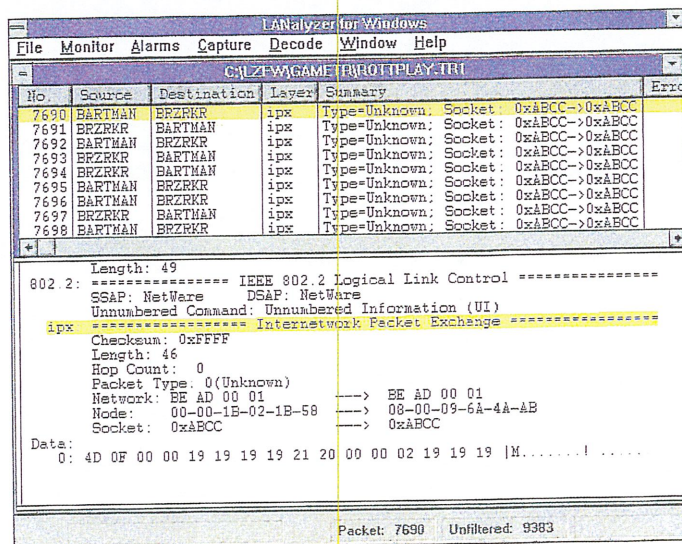 LANalyzer for Windows
File Monitor Alarms Capture Decode Window Help
C:\LZFW\GAMETR\ROTTPLAY.TR1
No. Source Destination Layer Summary Erro
7690 BARTMAN BRZRKR ipx Type=Unknown; Socket: 0xABCC->0xABCC
7691 BRZRKR BARTMAN ipx Type=Unknown; Socket: 0xABCC->0xABCC
7692 BARTMAN BRZRKR ipx Type=Unknown; Socket: 0xABCC->0xABCC
7693 BRZRKR BARTMAN ipx Type=Unknown; Socket: 0xABCC->0xABCC
7694 BRZRKR BARTMAN ipx Type=Unknown; Socket: 0xABCC->0xABCC
7695 BARTMAN BRZRKR ipx Type=Unknown; Socket: 0xABCC->0xABCC
7696 BARTMAN BRZRKR ipx Type=Unknown; Socket: 0xABCC->0xABCC
7697 BRZRKR BARTMAN ipx Type=Unknown; Socket: 0xABCC->0xABCC
7698 BARTMAN BRZRKR ipx Type=Unknown; Socket: 0xABCC->0xABCC
Length: 49
802.2: ================ IEEE 802.2 Logical Link Control ================
SSAP: NetWare DSAP: NetWare
Unnumbered Command: Unnumbered Information (UI)
ipx ================== Internetwork Packet Exchange =================
Checksum: 0xFFFF
Length: 46
Hop Count: 0
Packet Type: 0(Unknown)
Network: BE AD 00 01 ---> BE AD 00 01
Node: 00-00-1B-02-1B-58 ---> 08-00-09-6A-4A-AB
Socket: 0xABCC ---> 0xABCC
Data:
0: 4D 0F 00 00 19 19 19 19 21 20 00 00 02 19 19 19 |M.......! .....
Packet: 7690 Unfiltered: 9383